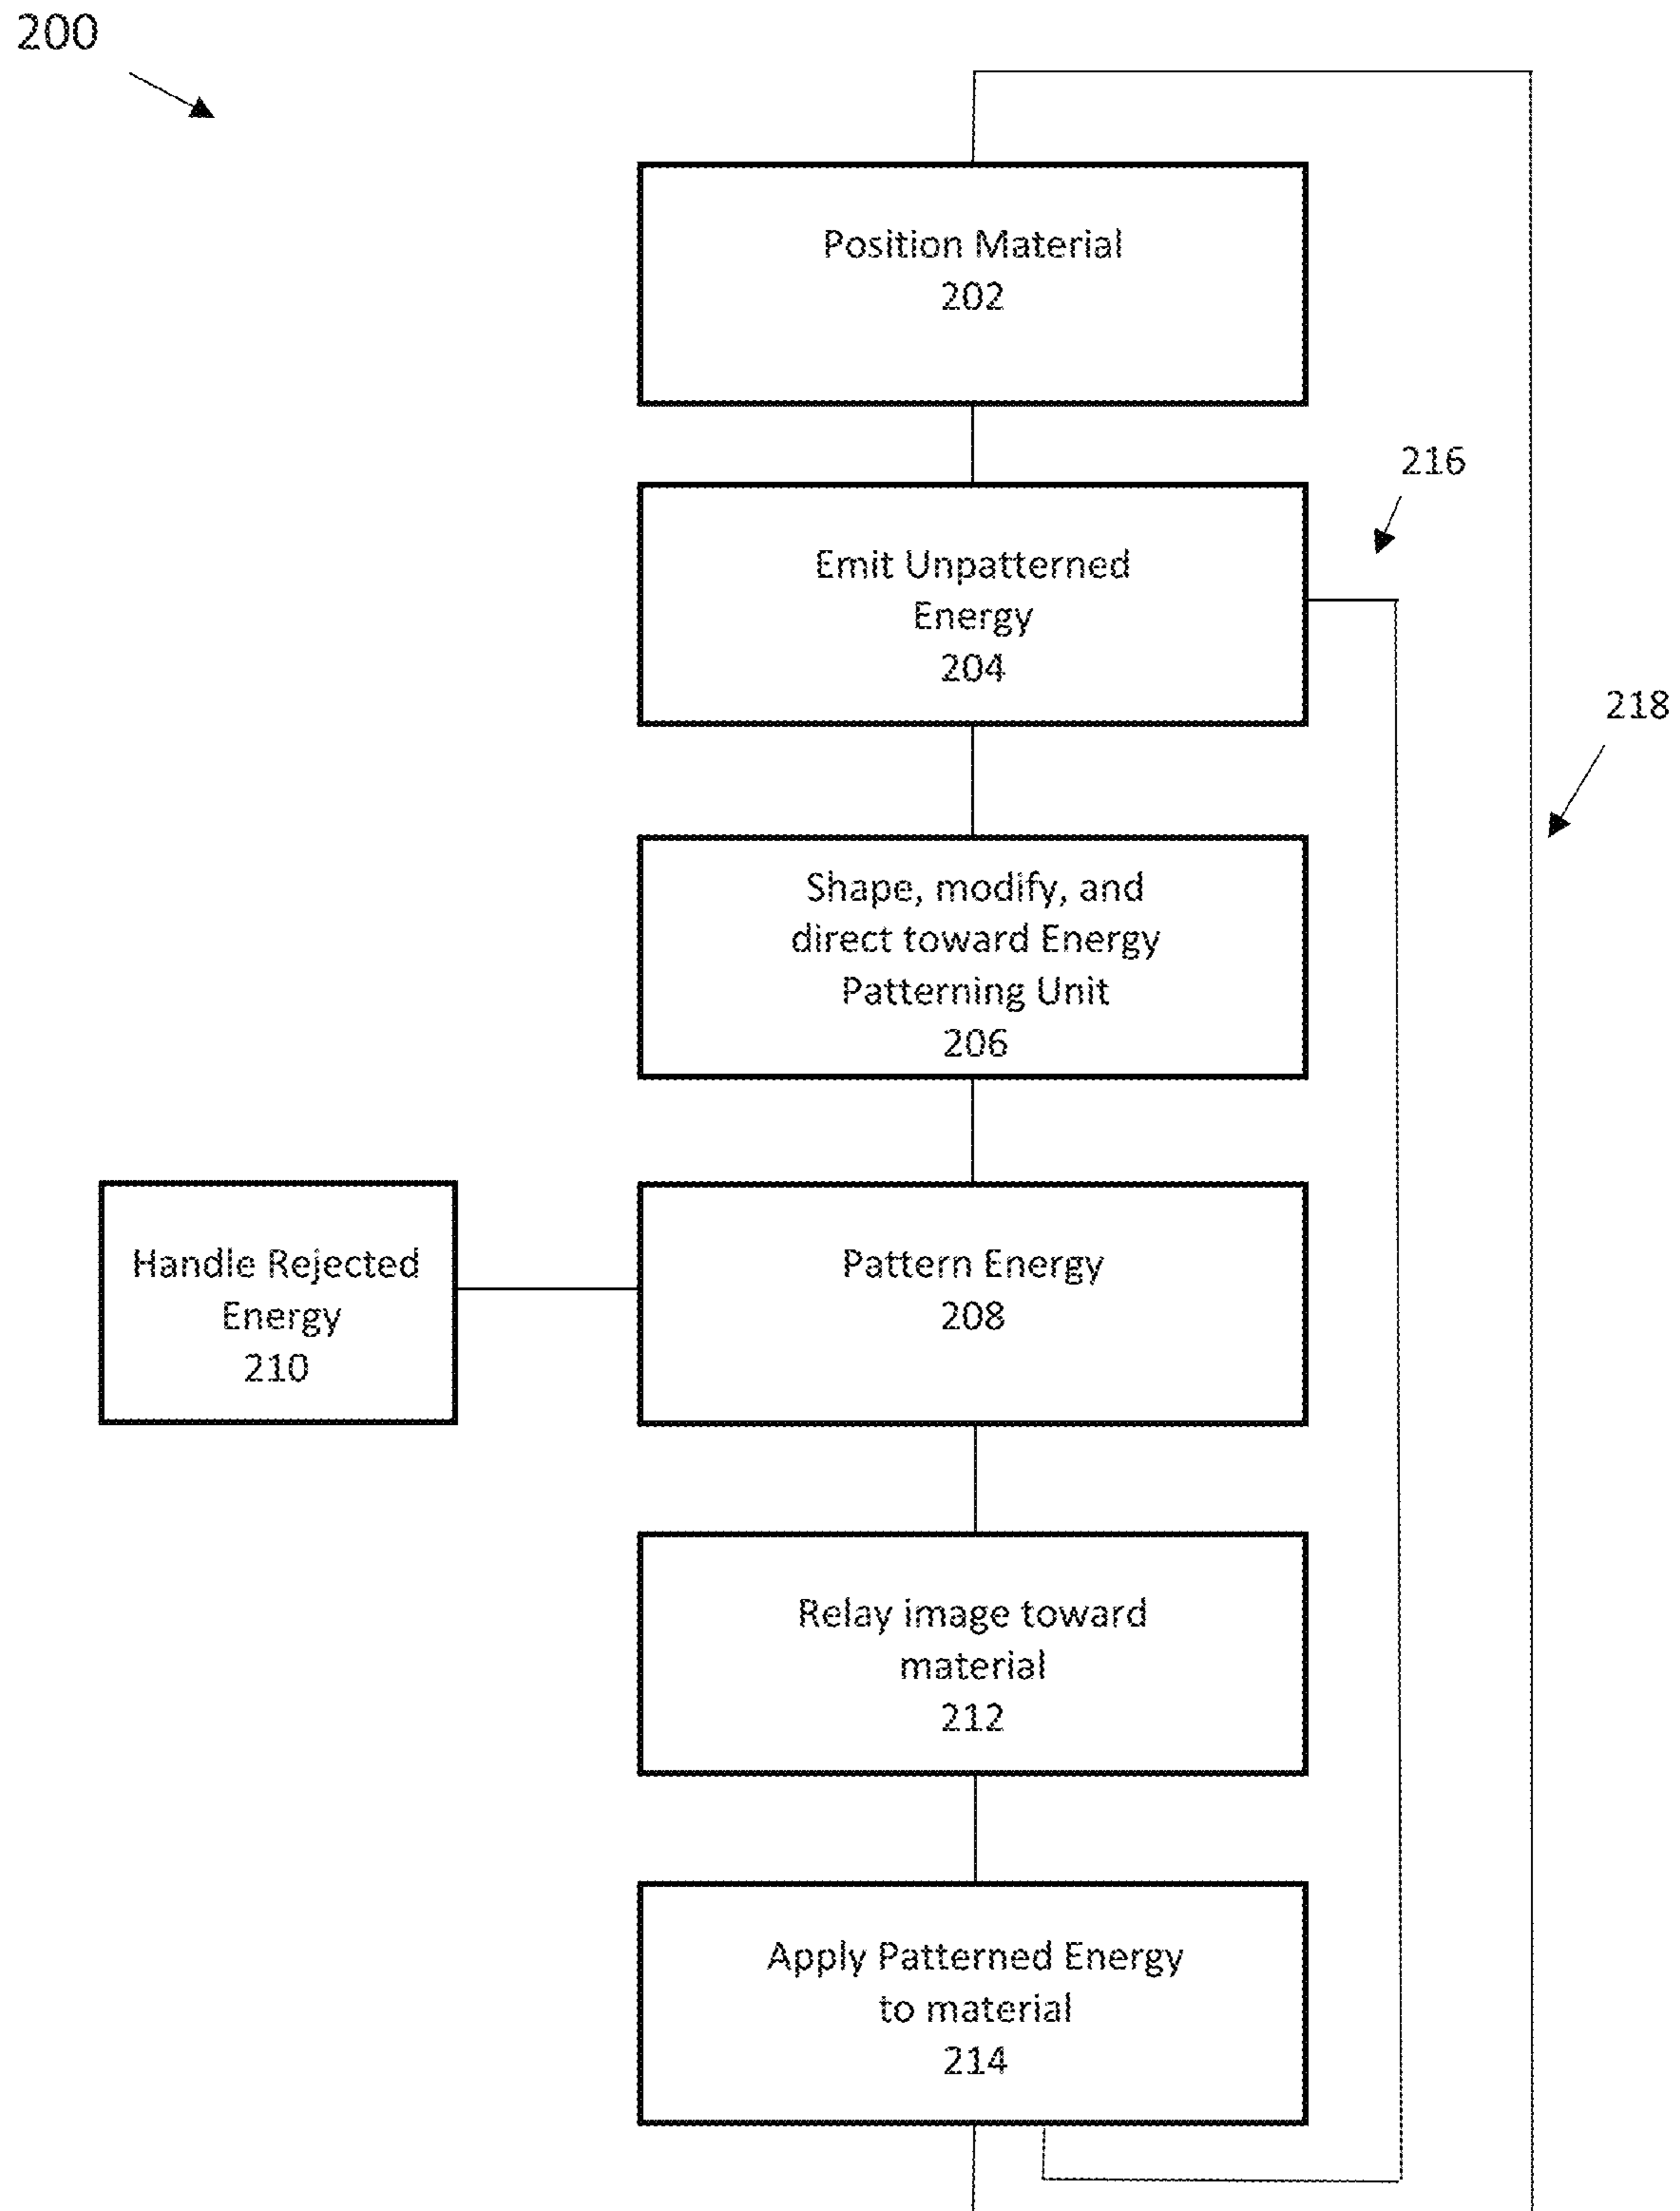 200
Position Material
202
216
Emit Unpatterned
Energy
204
218
Shape, modify, and
direct toward Energy
Patterning Unit
206
Handle Rejected
Energy
210
Pattern Energy
208
Relay image toward
material
212
Apply Patterned Energy
to material
214